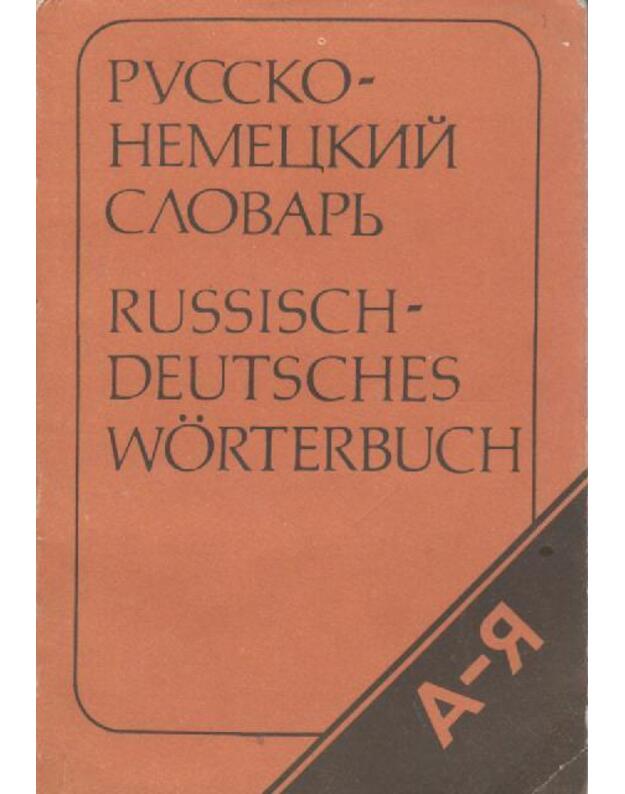 РУССКО-
НЕМЕЦКИЙ
СЛОВАРЬ
RUSSISCH-
DEUTSCHES
WÖRTERBUCH
А-Я